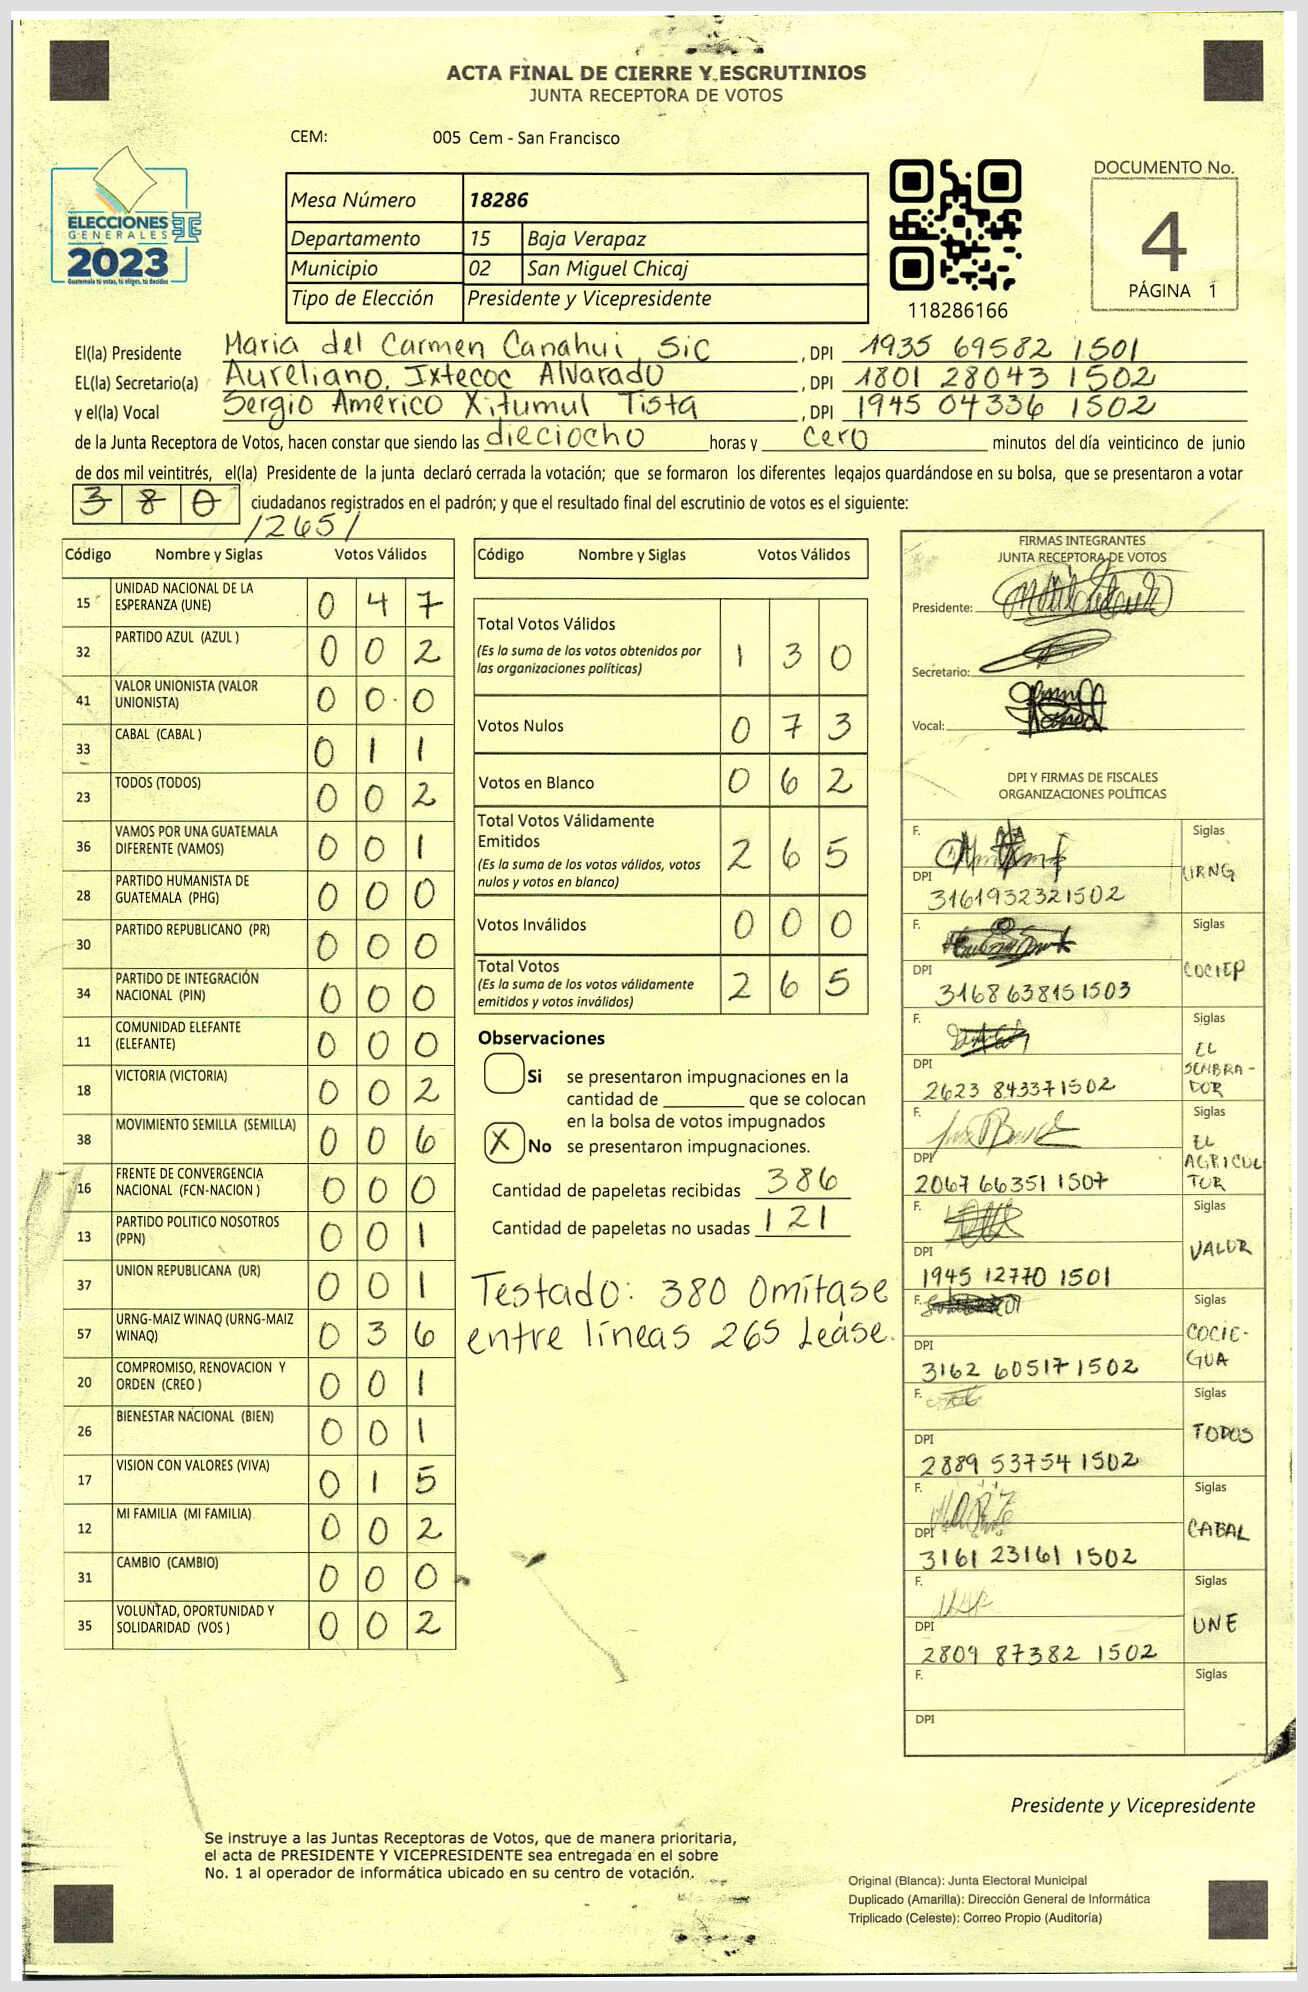 ACTA FINAL DE CIERRE Y ESCRUTINIOS
JUNTA RECEPTORA DE VOTOS
CEM: 005 Cem - San Francisco
ELECCIONES
GENERALES
2023
Guatemala tú votas, tú eliges, tú decides
Mesa Número 18286
Departamento 15 Baja Verapaz
Municipio 02 San Miguel Chicaj
Tipo de Elección Presidente y Vicepresidente
118286166
DOCUMENTO No.
4
PÁGINA 1
El(la) Presidente Maria del Carmen Canahui Sic , DPI 1935 69582 1501
EL(la) Secretario(a) Aureliano, Ixtecoc Alvarado , DPI 1801 28043 1502
y el(la) Vocal Sergio Américo Xitumul Tista , DPI 1945 04336 1502
de la Junta Receptora de Votos, hacen constar que siendo las dieciocho horas y cero minutos del día veinticinco de junio
de dos mil veintitrés, el(la) Presidente de la junta declaró cerrada la votación; que se formaron los diferentes legajos guardándose en su bolsa, que se presentaron a votar
380 ciudadanos registrados en el padrón; y que el resultado final del escrutinio de votos es el siguiente:
/265/
Código Nombre y Siglas Votos Válidos
15 UNIDAD NACIONAL DE LA ESPERANZA (UNE) 0 4 7
32 PARTIDO AZUL (AZUL ) 0 0 2
41 VALOR UNIONISTA (VALOR UNIONISTA) 0 0 0
33 CABAL (CABAL ) 0 1 1
23 TODOS (TODOS) 0 0 2
36 VAMOS POR UNA GUATEMALA DIFERENTE (VAMOS) 0 0 1
28 PARTIDO HUMANISTA DE GUATEMALA (PHG) 0 0 0
30 PARTIDO REPUBLICANO (PR) 0 0 0
34 PARTIDO DE INTEGRACIÓN NACIONAL (PIN) 0 0 0
11 COMUNIDAD ELEFANTE (ELEFANTE) 0 0 0
18 VICTORIA (VICTORIA) 0 0 2
38 MOVIMIENTO SEMILLA (SEMILLA) 0 0 6
16 FRENTE DE CONVERGENCIA NACIONAL (FCN-NACION ) 0 0 0
13 PARTIDO POLITICO NOSOTROS (PPN) 0 0 1
37 UNION REPUBLICANA (UR) 0 0 1
57 URNG-MAIZ WINAQ (URNG-MAIZ WINAQ) 0 3 6
20 COMPROMISO, RENOVACION Y ORDEN (CREO ) 0 0 1
26 BIENESTAR NACIONAL (BIEN) 0 0 1
17 VISION CON VALORES (VIVA) 0 1 5
12 MI FAMILIA (MI FAMILIA) 0 0 2
31 CAMBIO (CAMBIO) 0 0 0
35 VOLUNTAD, OPORTUNIDAD Y SOLIDARIDAD (VOS ) 0 0 2
Código Nombre y Siglas Votos Válidos
Total Votos Válidos
(Es la suma de los votos obtenidos por las organizaciones políticas) 1 3 0
Votos Nulos 0 7 3
Votos en Blanco 0 6 2
Total Votos Válidamente Emitidos
(Es la suma de los votos válidos, votos nulos y votos en blanco) 2 6 5
Votos Inválidos 0 0 0
Total Votos
(Es la suma de los votos válidamente emitidos y votos inválidos) 2 6 5
Observaciones
Si se presentaron impugnaciones en la
cantidad de ________ que se colocan
en la bolsa de votos impugnados
X No se presentaron impugnaciones.
Cantidad de papeletas recibidas 386
Cantidad de papeletas no usadas 121
Testado: 380 Omítase
entre líneas 265 Léase.
FIRMAS INTEGRANTES
JUNTA RECEPTORA DE VOTOS
Presidente:
Secretario:
Vocal:
DPI Y FIRMAS DE FISCALES
ORGANIZACIONES POLÍTICAS
F. Siglas
DPI URNG
3161932321502
F. Siglas
DPI COCIEP
3168638151503
F. Siglas
DPI EL SEMBRA-DOR
2623 843371502
F. Siglas
DPI EL AGRICULTOR
2067 66351 1507
F. Siglas
DPI VALOR
1945 12770 1501
F. Siglas
DPI COCIE-GUA
3162 60517 1502
F. Siglas
DPI TODOS
2889 53754 1502
F. Siglas
DPI CABAL
3161 23161 1502
F. Siglas
DPI UNE
2809 87382 1502
F. Siglas
DPI
Presidente y Vicepresidente
Se instruye a las Juntas Receptoras de Votos, que de manera prioritaria,
el acta de PRESIDENTE Y VICEPRESIDENTE sea entregada en el sobre
No. 1 al operador de informática ubicado en su centro de votación.
Original (Blanca): Junta Electoral Municipal
Duplicado (Amarilla): Dirección General de Informática
Triplicado (Celeste): Correo Propio (Auditoría)